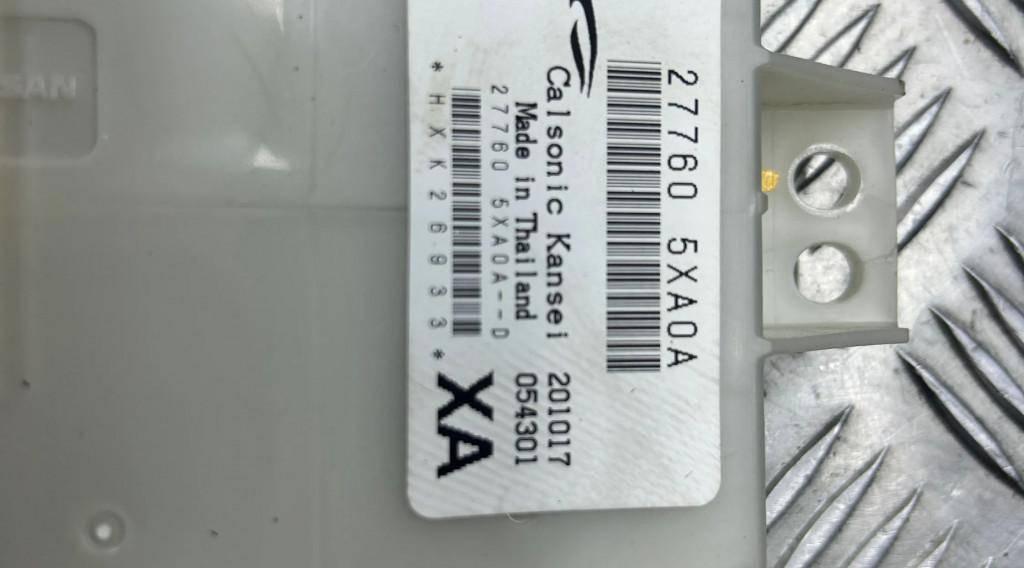 27760 5XA0A
Calsonic Kansei 201017
Made in Thailand 054301
27760 5XA0A--D
*HXK26933*
XA